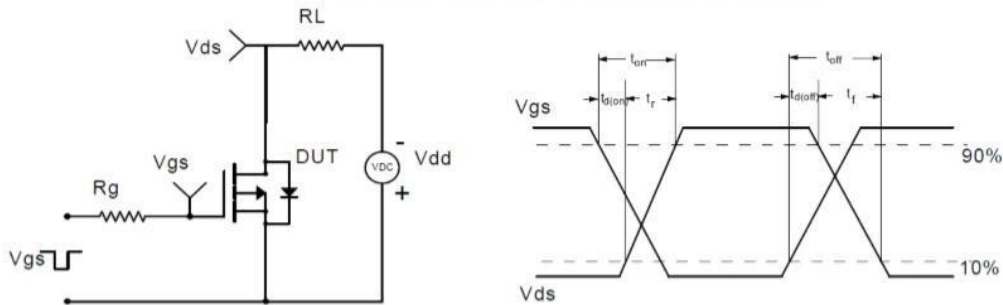 RL
Vds
ton
toff
td(on)
tr
td(off)
tf
Vgs
90%
DUT
-
Vdd
VDC
+
Vgs
Rg
Vgs
10%
Vds